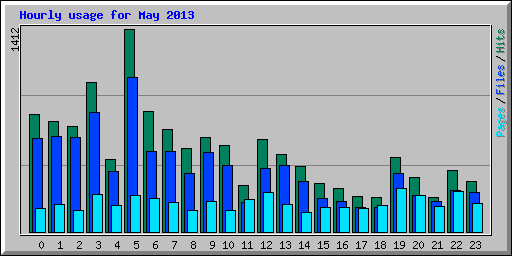 Hourly usage for May 2013
1412
Pages/Files/Hits
0 1 2 3 4 5 6 7 8 9 10 11 12 13 14 15 16 17 18 19 20 21 22 23